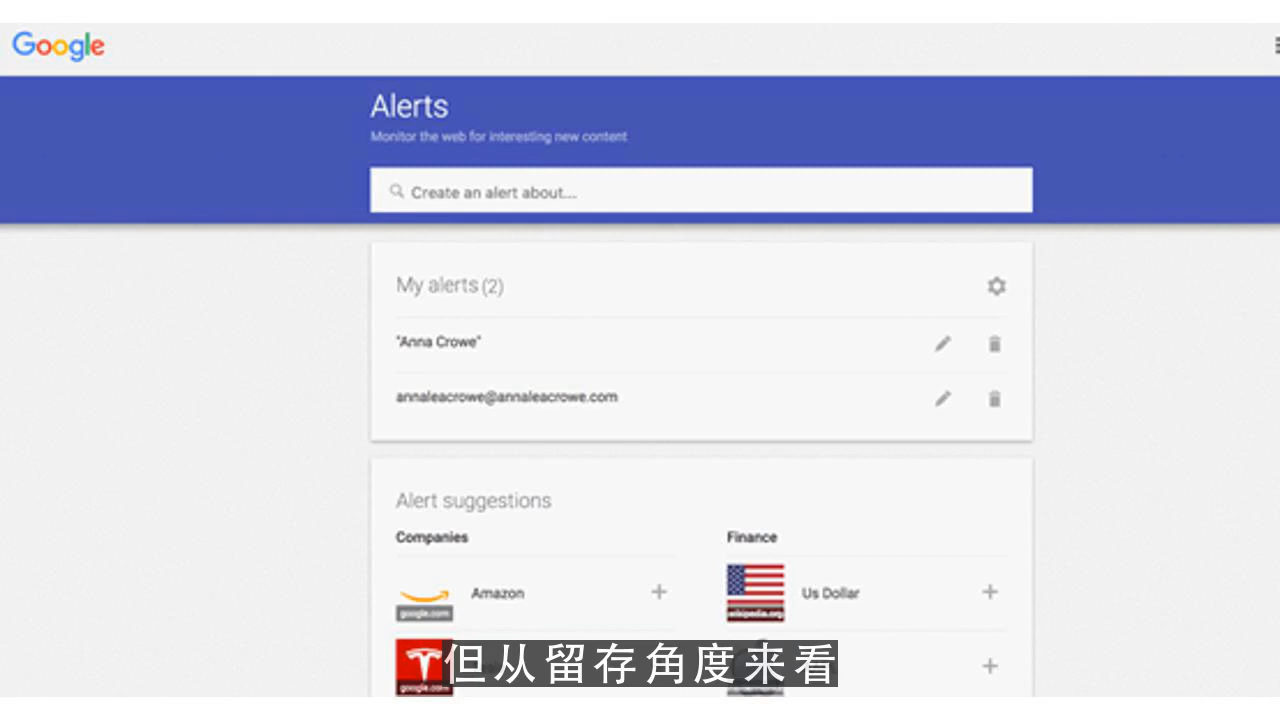 Google
Alerts
Monitor the web for interesting new content
Create an alert about...
My alerts (2)
"Anna Crowe"
annaleacrowe@annaleacrowe.com
Alert suggestions
Companies
Finance
Amazon
google.com
Us Dollar
wikipedia.org
google.com
但从留存角度来看